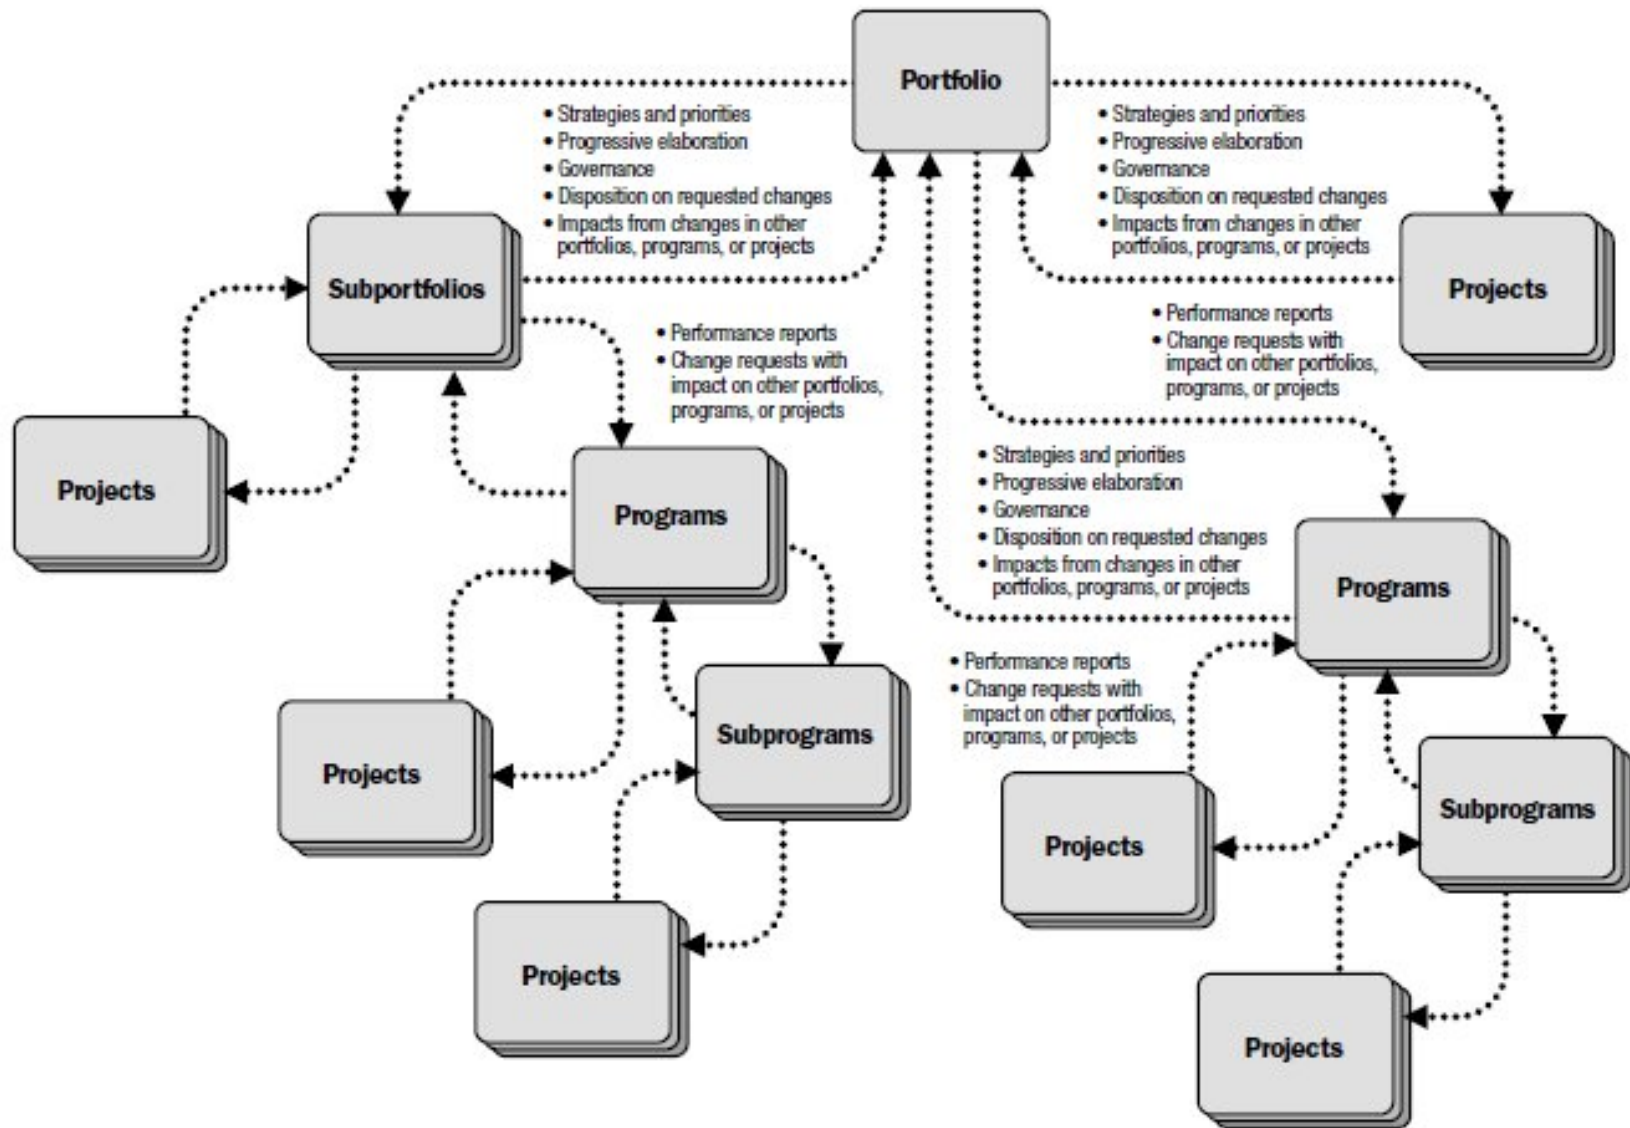 Portfolio
• Strategies and priorities
• Progressive elaboration
• Governance
• Disposition on requested changes
• Impacts from changes in other
portfolios, programs, or projects
• Strategies and priorities
• Progressive elaboration
• Governance
• Disposition on requested changes
• Impacts from changes in other
portfolios, programs, or projects
Subportfolios
Projects
• Performance reports
• Change requests with
impact on other portfolios,
programs, or projects
• Performance reports
• Change requests with
impact on other portfolios,
programs, or projects
Projects
Programs
• Strategies and priorities
• Progressive elaboration
• Governance
• Disposition on requested changes
• Impacts from changes in other
portfolios, programs, or projects
Programs
• Performance reports
• Change requests with
impact on other portfolios,
programs, or projects
Projects
Subprograms
Projects
Subprograms
Projects
Projects